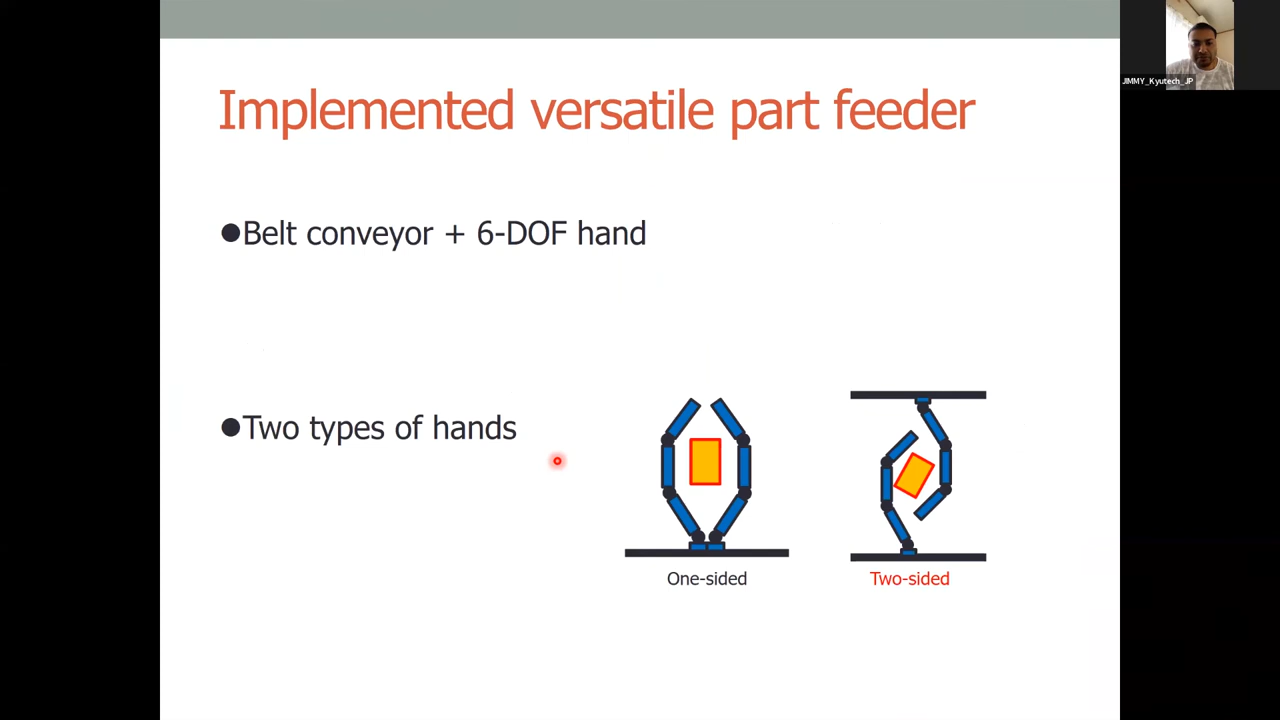 Implemented versatile part feeder
●Belt conveyor + 6-DOF hand
●Two types of hands
One-sided
Two-sided
JIMMY_Kyutech_JP